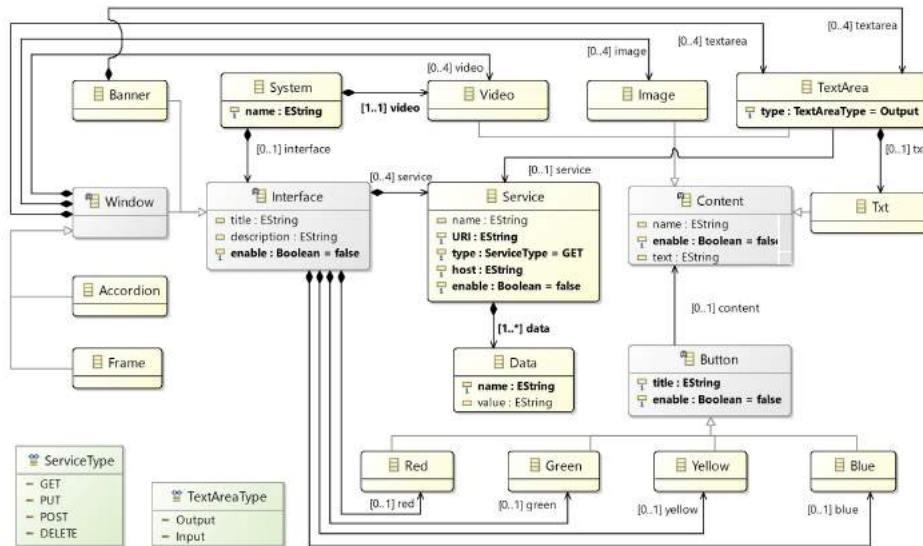 [0..4] textarea
[0..4] textarea
[0..4] image
[0..4] video
Banner
System
name : EString
[1..1] video
Video
Image
TextArea
type : TextAreaType = Output
[0..1] interface
[0..1] service
[0..1] tx
Window
Interface
title : EString
description : EString
enable : Boolean = false
[0..4] service
Service
name : EString
URI : EString
type : ServiceType = GET
host : EString
enable : Boolean = false
Content
name : EString
enable : Boolean = false
text : EString
Txt
Accordion
[1..*] data
[0..1] content
Frame
Data
name : EString
value : EString
Button
title : EString
enable : Boolean = false
ServiceType
GET
PUT
POST
DELETE
TextAreaType
Output
Input
Red
Green
Yellow
Blue
[0..1] red
[0..1] green
[0..1] yellow
[0..1] blue